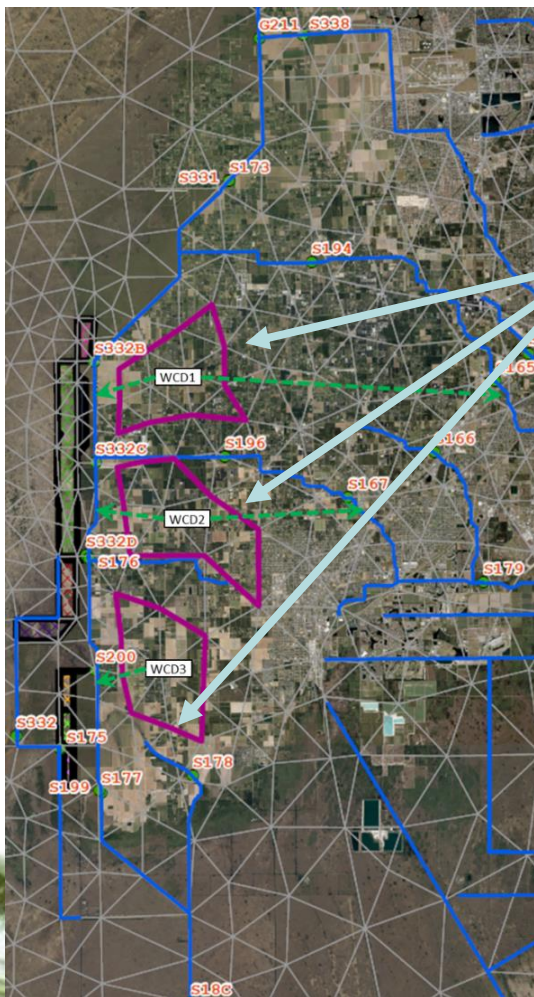 G211 S338
S331 S173
S194
S332B
S165
WCD1
S332C S196 S166
S167
WCD2
S332D
S176
S179
S200
WCD3
S332 S175
S178
S199 S177
S18C